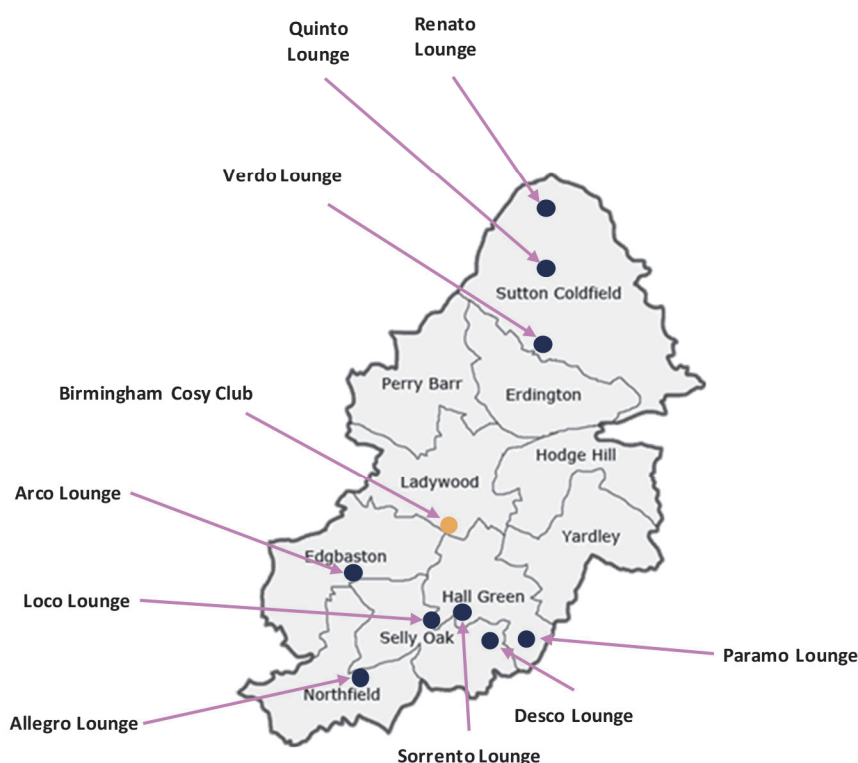 Quinto
Lounge
Renato
Lounge
Verdo Lounge
Sutton Coldfield
Perry Barr
Erdington
Birmingham Cosy Club
Hodge Hill
Ladywood
Arco Lounge
Yardley
Edgbaston
Hall Green
Loco Lounge
Selly Oak
Paramo Lounge
Northfield
Desco Lounge
Allegro Lounge
Sorrento Lounge